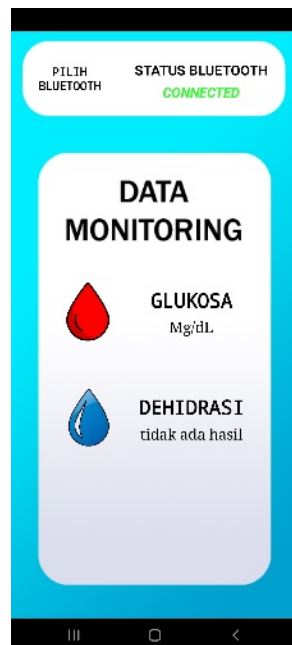 PILIH
BLUETOOTH
STATUS BLUETOOTH
CONNECTED
DATA
MONITORING
GLUKOSA
Mg/dL
DEHIDRASI
tidak ada hasil